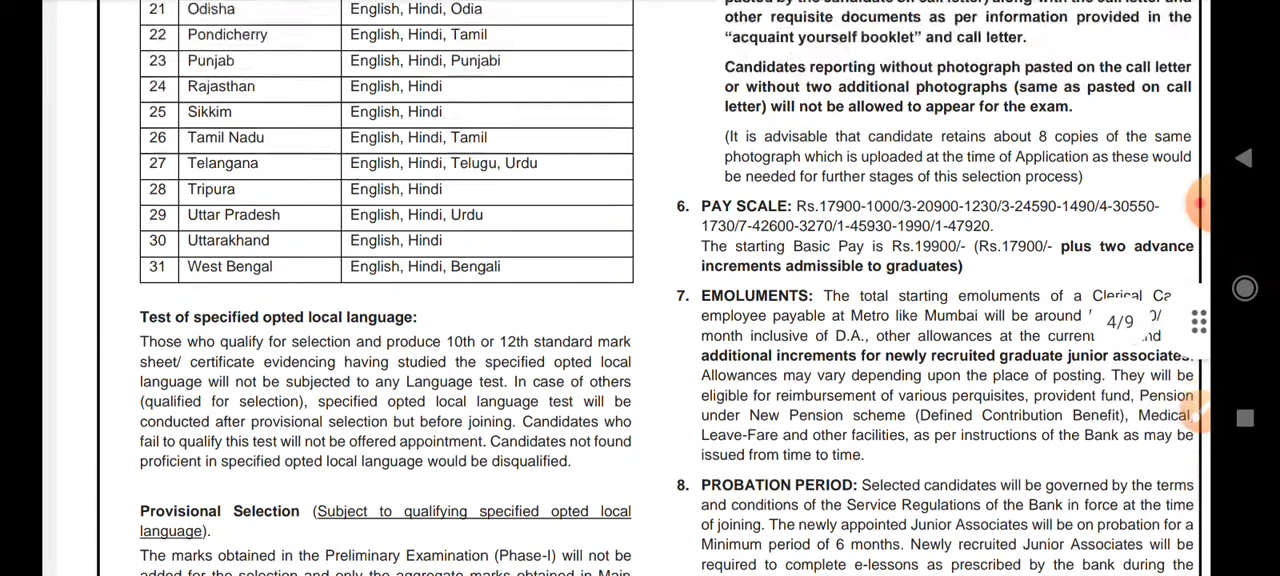 21 Odisha English, Hindi, Odia
22 Pondicherry English, Hindi, Tamil
23 Punjab English, Hindi, Punjabi
24 Rajasthan English, Hindi
25 Sikkim English, Hindi
26 Tamil Nadu English, Hindi, Tamil
27 Telangana English, Hindi, Telugu, Urdu
28 Tripura English, Hindi
29 Uttar Pradesh English, Hindi, Urdu
30 Uttarakhand English, Hindi
31 West Bengal English, Hindi, Bengali
Test of specified opted local language:
Those who qualify for selection and produce 10th or 12th standard mark
sheet/ certificate evidencing having studied the specified opted local
language will not be subjected to any Language test. In case of others
(qualified for selection), specified opted local language test will be
conducted after provisional selection but before joining. Candidates who
fail to qualify this test will not be offered appointment. Candidates not found
proficient in specified opted local language would be disqualified.
Provisional Selection (Subject to qualifying specified opted local
language).
The marks obtained in the Preliminary Examination (Phase-I) will not be
added for the selection and only the aggregate marks obtained in Main
other requisite documents as per information provided in the
“acquaint yourself booklet” and call letter.
Candidates reporting without photograph pasted on the call letter
or without two additional photographs (same as pasted on call
letter) will not be allowed to appear for the exam.
(It is advisable that candidate retains about 8 copies of the same
photograph which is uploaded at the time of Application as these would
be needed for further stages of this selection process)
6. PAY SCALE: Rs.17900-1000/3-20900-1230/3-24590-1490/4-30550-
1730/7-42600-3270/1-45930-1990/1-47920.
The starting Basic Pay is Rs.19900/- (Rs.17900/- plus two advance
increments admissible to graduates)
7. EMOLUMENTS: The total starting emoluments of a Clerical
employee payable at Metro like Mumbai will be around
month inclusive of D.A., other allowances at the current
additional increments for newly recruited graduate junior associates.
Allowances may vary depending upon the place of posting. They will be
eligible for reimbursement of various perquisites, provident fund, Pension
under New Pension scheme (Defined Contribution Benefit), Medical,
Leave-Fare and other facilities, as per instructions of the Bank as may be
issued from time to time.
4/9
8. PROBATION PERIOD: Selected candidates will be governed by the terms
and conditions of the Service Regulations of the Bank in force at the time
of joining. The newly appointed Junior Associates will be on probation for a
Minimum period of 6 months. Newly recruited Junior Associates will be
required to complete e-lessons as prescribed by the bank during the